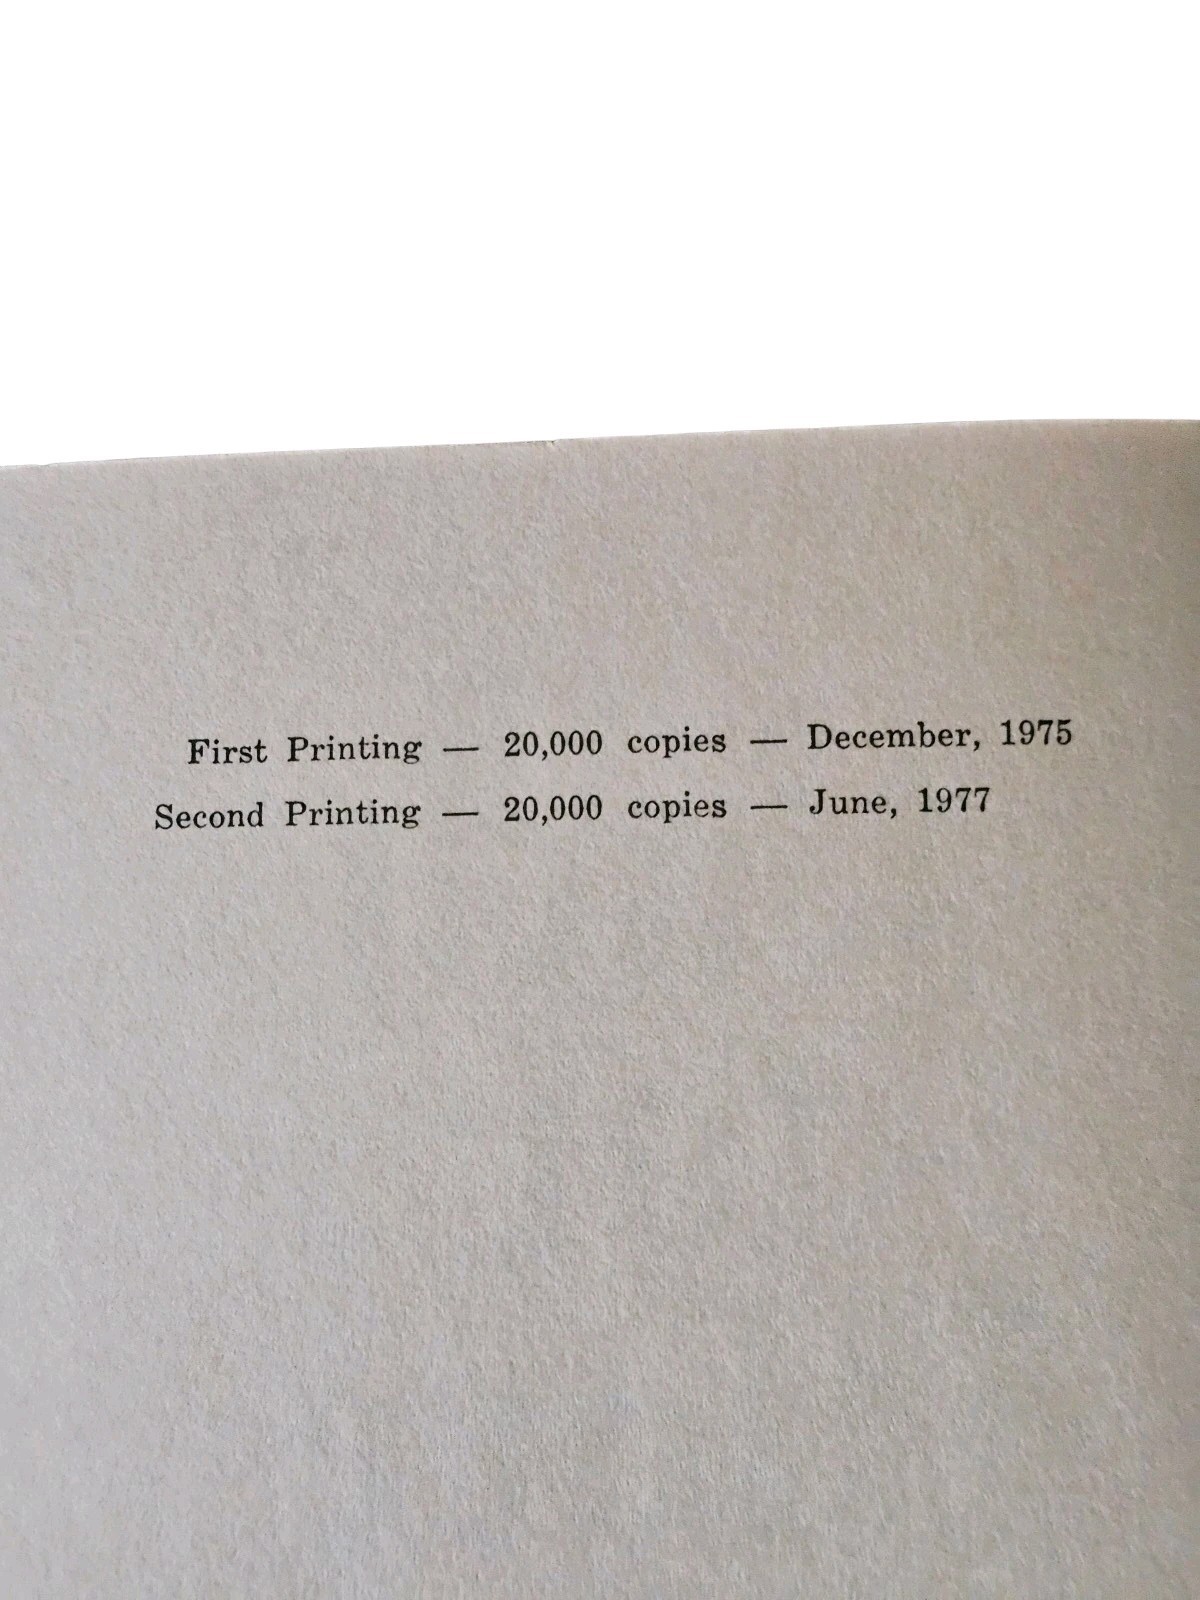 First Printing — 20,000 copies — December, 1975
Second Printing — 20,000 copies — June, 1977